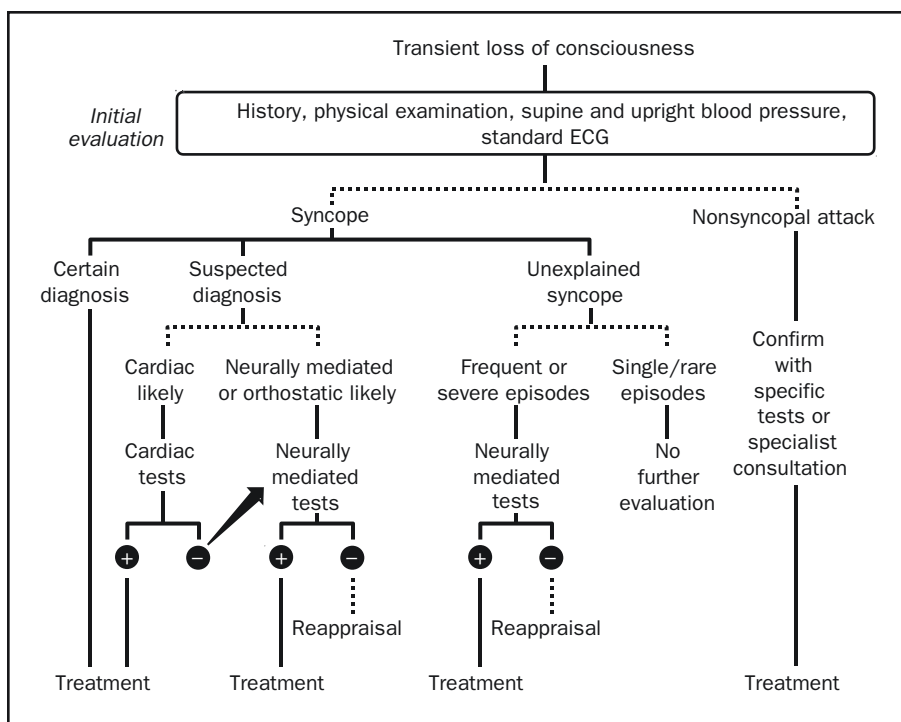 Transient loss of consciousness
Initial
evaluation
History, physical examination, supine and upright blood pressure,
standard ECG
Syncope
Nonsyncopal attack
Certain
diagnosis
Suspected
diagnosis
Unexplained
syncope
Cardiac
likely
Neurally mediated
or orthostatic likely
Frequent or
severe episodes
Single/rare
episodes
Confirm
with
specific
tests or
specialist
consultation
Cardiac
tests
Neurally
mediated
tests
Neurally
mediated
tests
No
further
evaluation
+
−
+
−
+
−
Reappraisal
Reappraisal
Treatment
Treatment
Treatment
Treatment